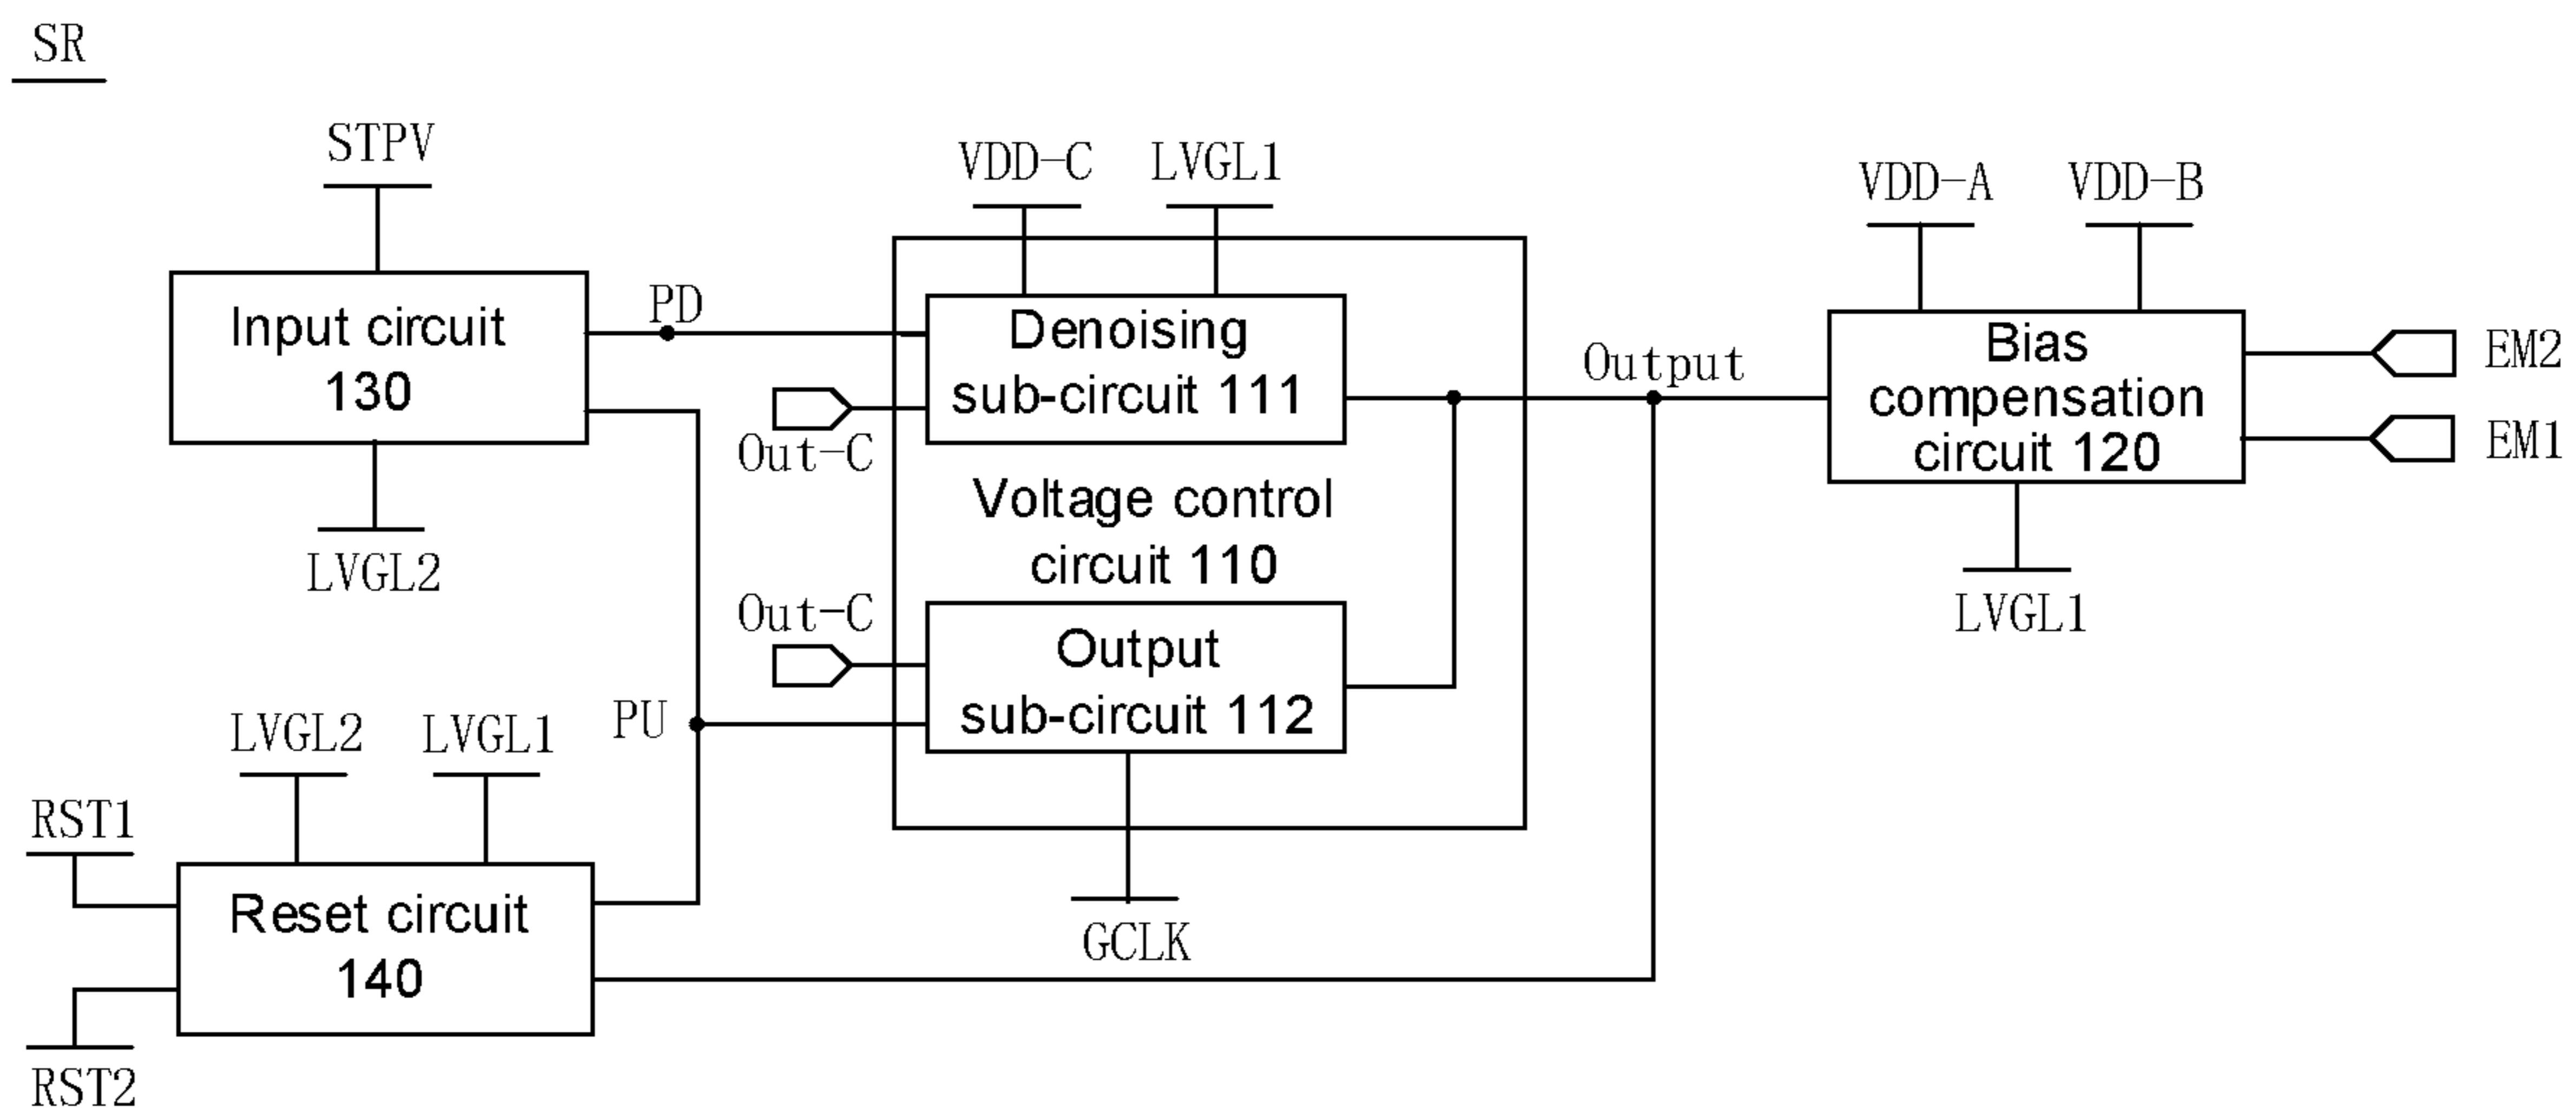 SR
STPV
VDD-C LVGL1
VDD-A VDD-B
Input circuit
130
PD
Denoising
sub-circuit 111
Out-C
Output
Bias
compensation
circuit 120
EM2
EM1
LVGL2
Voltage control
circuit 110
LVGL1
Out-C
Output
sub-circuit 112
PU
LVGL2 LVGL1
RST1
Reset circuit
140
RST2
GCLK